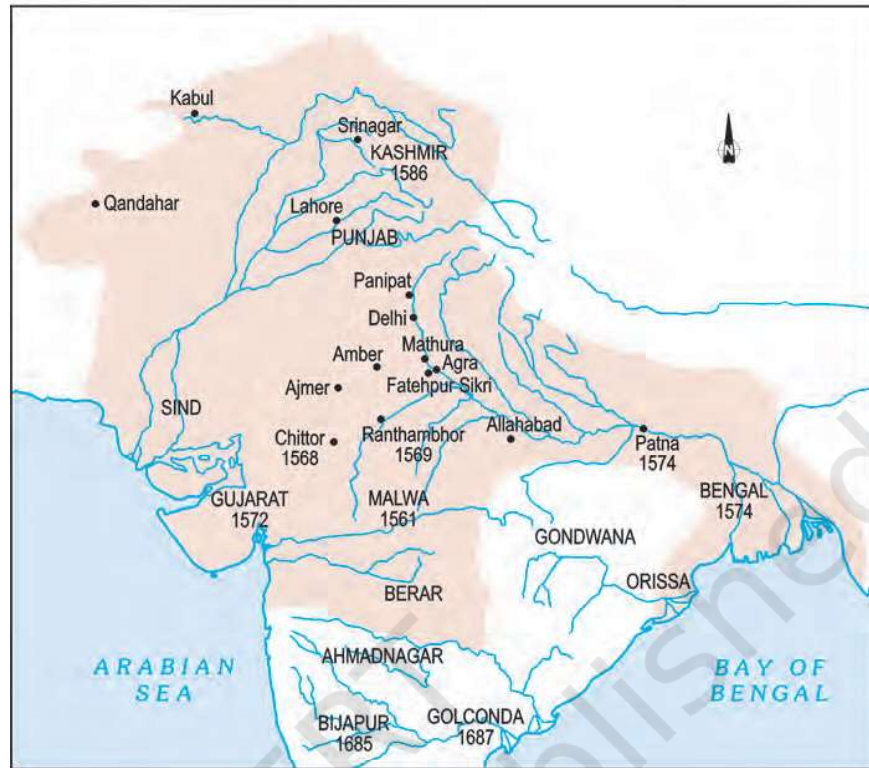 Kabul
Srinagar
KASHMIR
1586
Qandahar
Lahore
PUNJAB
N
Panipat
Delhi
Mathura
Amber
Agra
Ajmer
Fatehpur Sikri
SIND
Chittor
1568
Ranthambhor
1569
Allahabad
Patna
1574
GUJARAT
1572
MALWA
1561
BENGAL
1574
GONDWANA
BERAR
ORISSA
ARABIAN
SEA
AHMADNAGAR
BAY OF
BENGAL
BIJAPUR
1685
GOLCONDA
1687